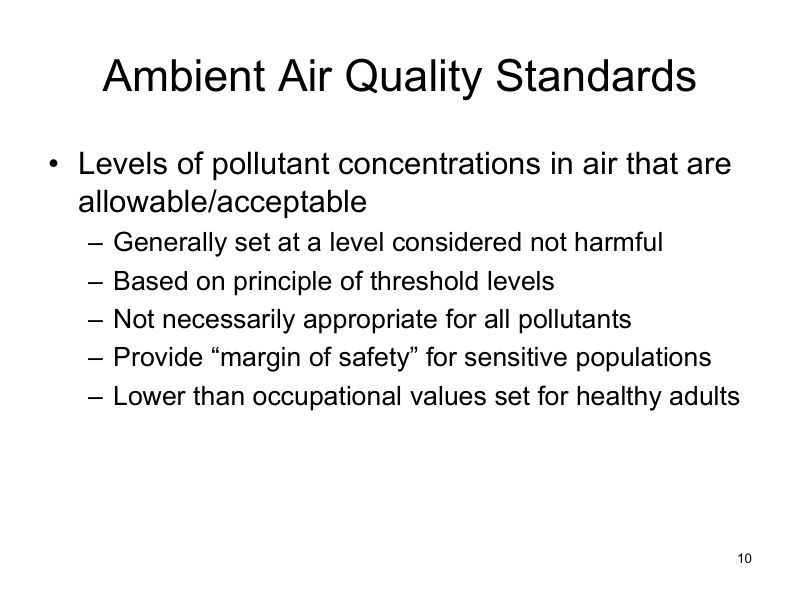 Ambient Air Quality Standards
• Levels of pollutant concentrations in air that are
allowable/acceptable
– Generally set at a level considered not harmful
– Based on principle of threshold levels
– Not necessarily appropriate for all pollutants
– Provide “margin of safety” for sensitive populations
– Lower than occupational values set for healthy adults
10